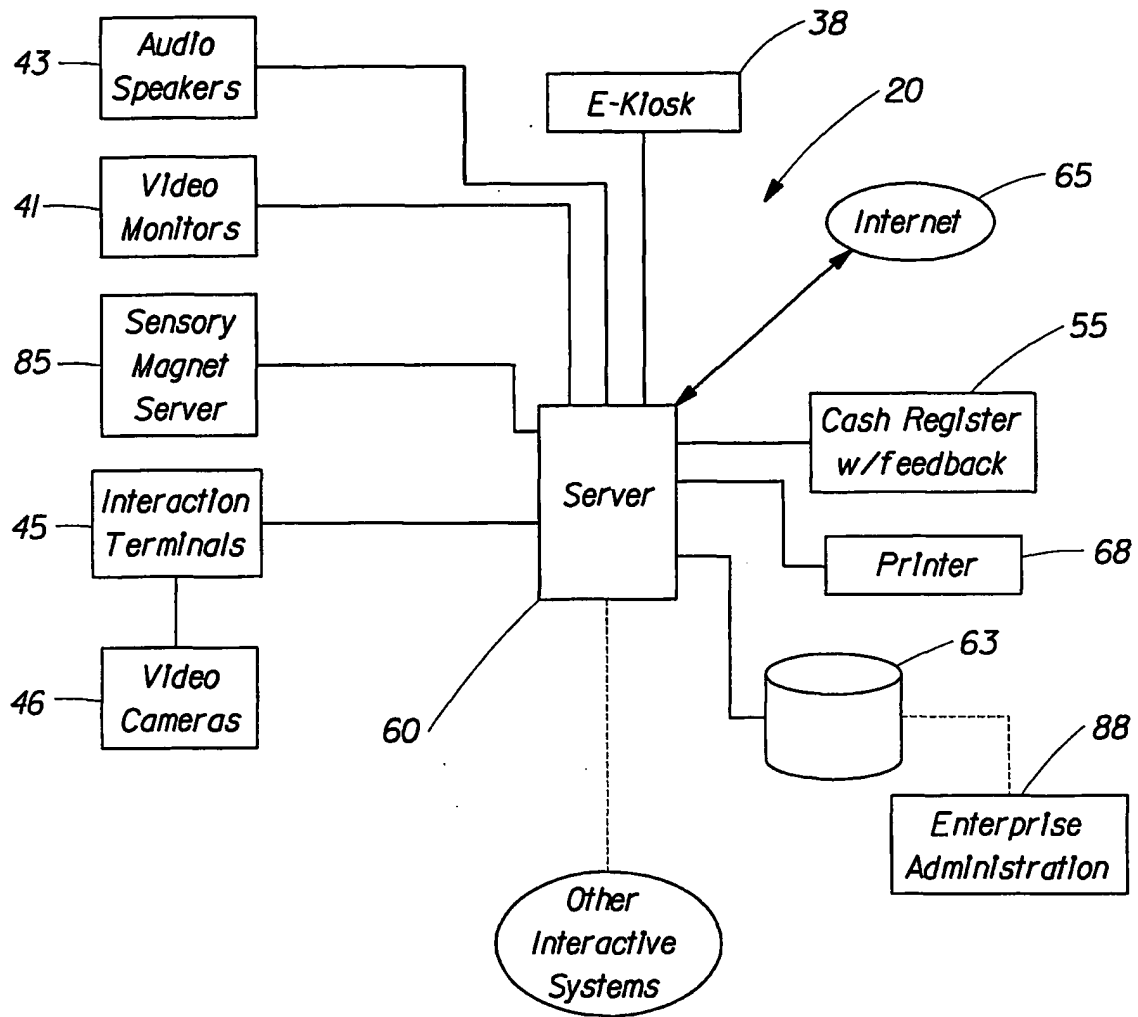 43
Audio
Speakers
38
E-Kiosk
20
41
Video
Monitors
65
Internet
85
Sensory
Magnet
Server
55
Cash Register
w/feedback
45
Interaction
Terminals
Server
Printer
68
46
Video
Cameras
60
63
88
Enterprise
Administration
Other
Interactive
Systems